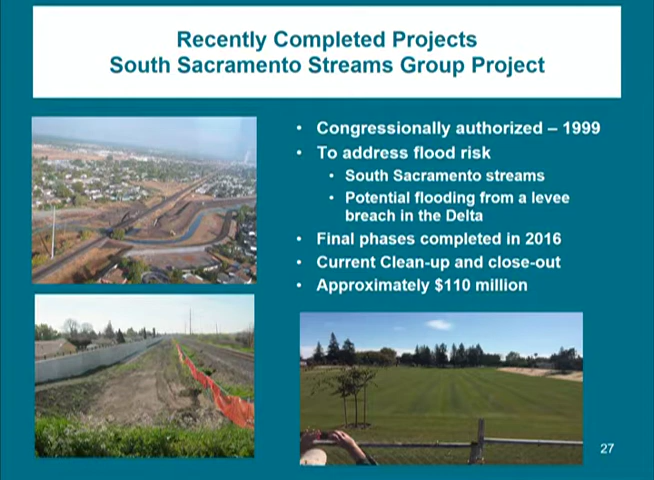 Recently Completed Projects
South Sacramento Streams Group Project
• Congressionally authorized – 1999
• To address flood risk
• South Sacramento streams
• Potential flooding from a levee
breach in the Delta
• Final phases completed in 2016
• Current Clean-up and close-out
• Approximately $110 million
27